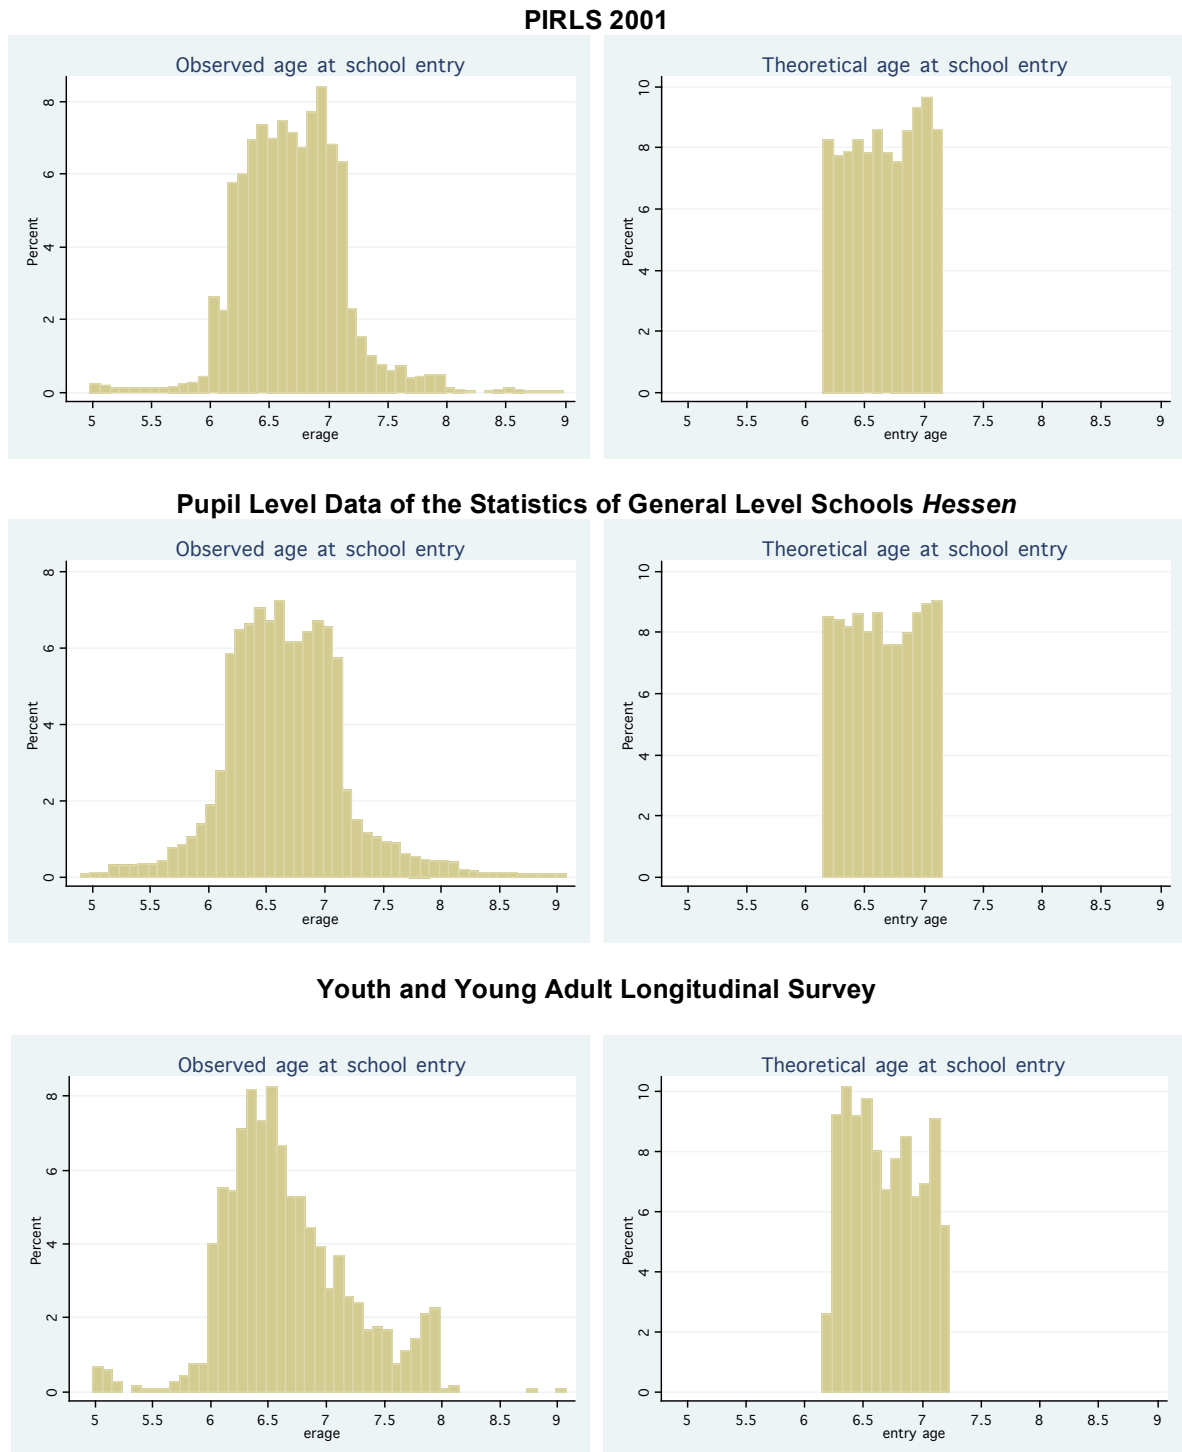 PIRLS 2001
Observed age at school entry
Percent
0 2 4 6 8
5 5.5 6 6.5 7 7.5 8 8.5 9
erage
Theoretical age at school entry
Percent
0 2 4 6 8 10
5 5.5 6 6.5 7 7.5 8 8.5 9
entry age
Pupil Level Data of the Statistics of General Level Schools Hessen
Observed age at school entry
Percent
0 2 4 6 8
5 5.5 6 6.5 7 7.5 8 8.5 9
erage
Theoretical age at school entry
Percent
0 2 4 6 8 10
5 5.5 6 6.5 7 7.5 8 8.5 9
entry age
Youth and Young Adult Longitudinal Survey
Observed age at school entry
Percent
0 2 4 6 8
5 5.5 6 6.5 7 7.5 8 8.5 9
erage
Theoretical age at school entry
Percent
0 2 4 6 8 10
5 5.5 6 6.5 7 7.5 8 8.5 9
entry age